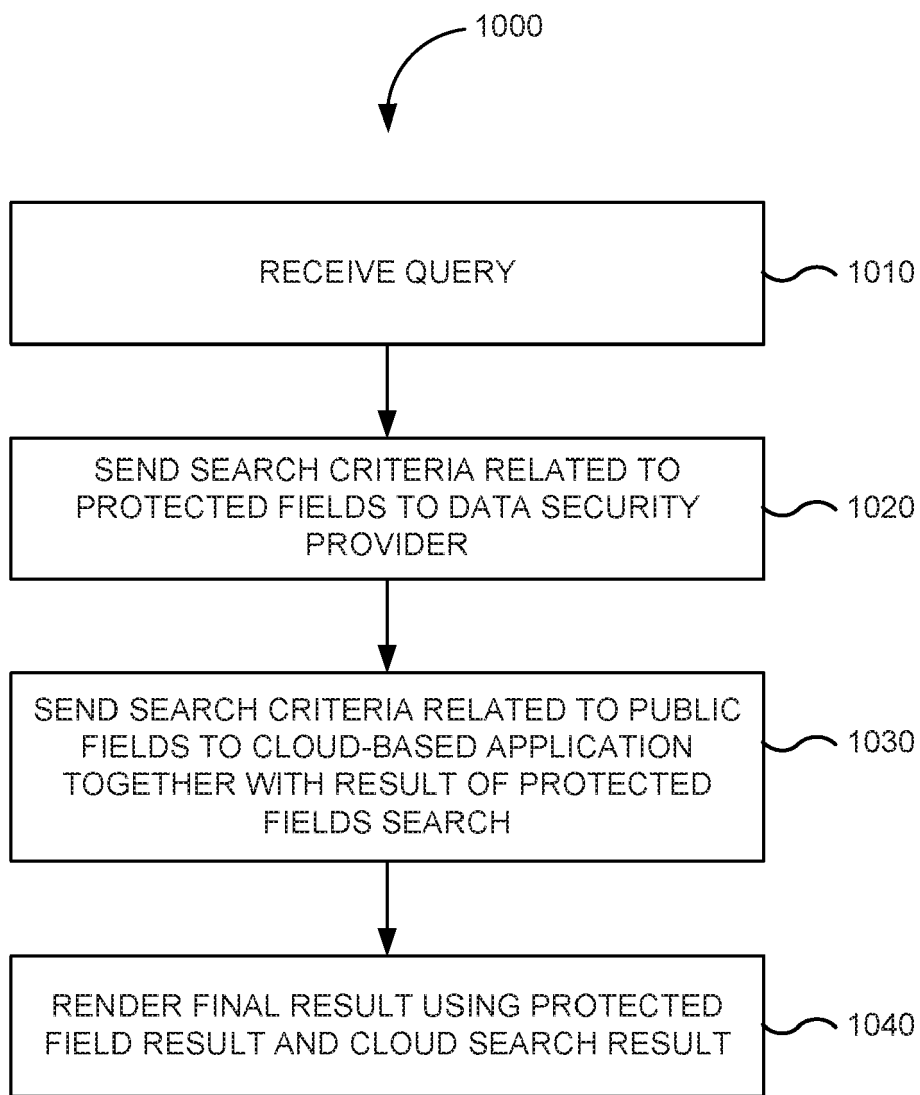 1000
RECEIVE QUERY
1010
SEND SEARCH CRITERIA RELATED TO
PROTECTED FIELDS TO DATA SECURITY
PROVIDER
1020
SEND SEARCH CRITERIA RELATED TO PUBLIC
FIELDS TO CLOUD-BASED APPLICATION
TOGETHER WITH RESULT OF PROTECTED
FIELDS SEARCH
1030
RENDER FINAL RESULT USING PROTECTED
FIELD RESULT AND CLOUD SEARCH RESULT
1040